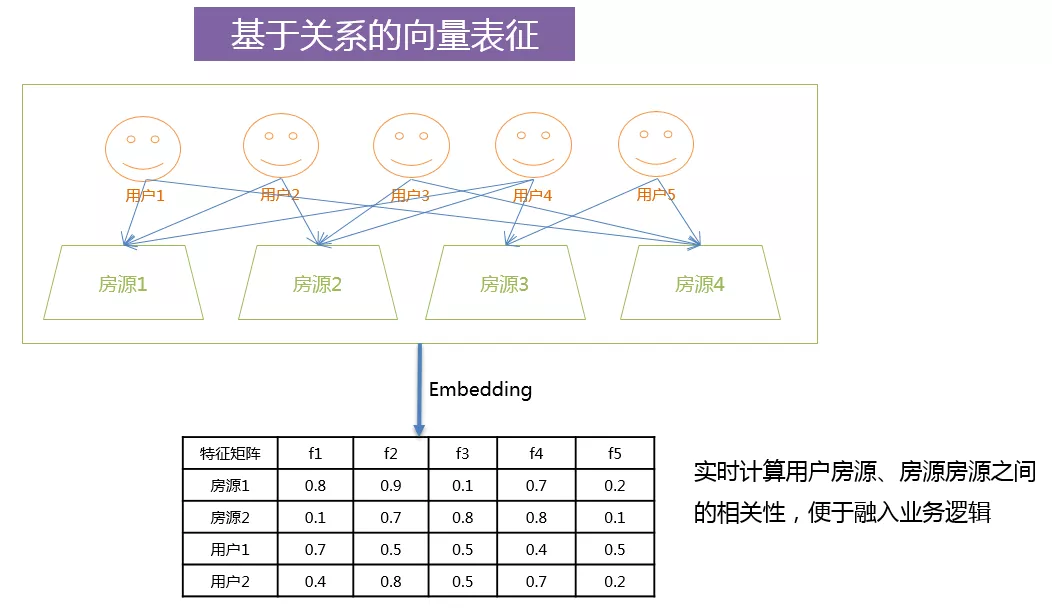 基于关系的向量表征
用户1 用户2 用户3 用户4 用户5
房源1 房源2 房源3 房源4
Embedding
特征矩阵 f1 f2 f3 f4 f5
房源1 0.8 0.9 0.1 0.7 0.2
房源2 0.1 0.7 0.8 0.8 0.1
用户1 0.7 0.5 0.5 0.4 0.5
用户2 0.4 0.8 0.5 0.7 0.2
实时计算用户房源、房源房源之间
的相关性，便于融入业务逻辑